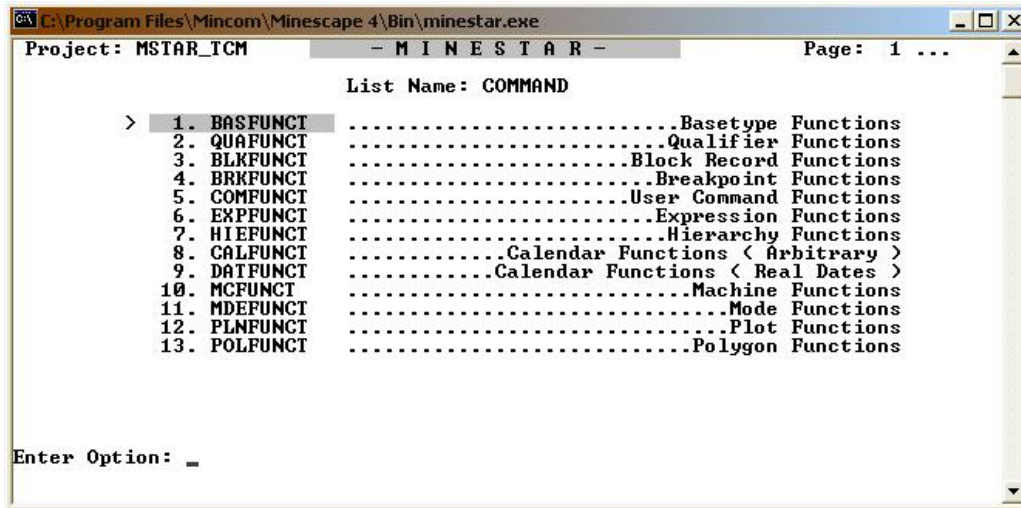 C:\Program Files\Mincom\Minescape 4\Bin\minestar.exe
Project: MSTAR_TCM - M I N E S T A R - Page: 1 ...
List Name: COMMAND
> 1. BASFUNCT ...........................Basetype Functions
2. QUAFUNCT ..........................Qualifier Functions
3. BLKFUNCT .......................Block Record Functions
4. BRKFUNCT .........................Breakpoint Functions
5. COMFUNCT .......................User Command Functions
6. EXPFUNCT .........................Expression Functions
7. HIEFUNCT ..........................Hierarchy Functions
8. CALFUNCT .............Calendar Functions ( Arbitrary )
9. DATFUNCT ............Calendar Functions ( Real Dates )
10. MCFUNCT ............................Machine Functions
11. MDEFUNCT ...............................Mode Functions
12. PLNFUNCT ...............................Plot Functions
13. POLFUNCT ............................Polygon Functions
Enter Option: _